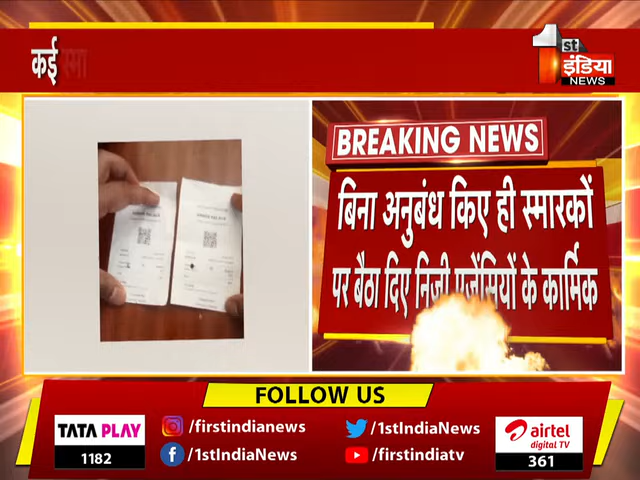 कई स्मा
1st
इंडिया
NEWS
BREAKING NEWS
बिना अनुबंध किए ही स्मारकों
पर बैठा दिए निजी एजेंसियों के कार्मिक
FOLLOW US
TATA PLAY
1182
/firstindianews
/1stIndiaNews
/1stIndiaNews
/firstindiatv
airtel
digital TV
361